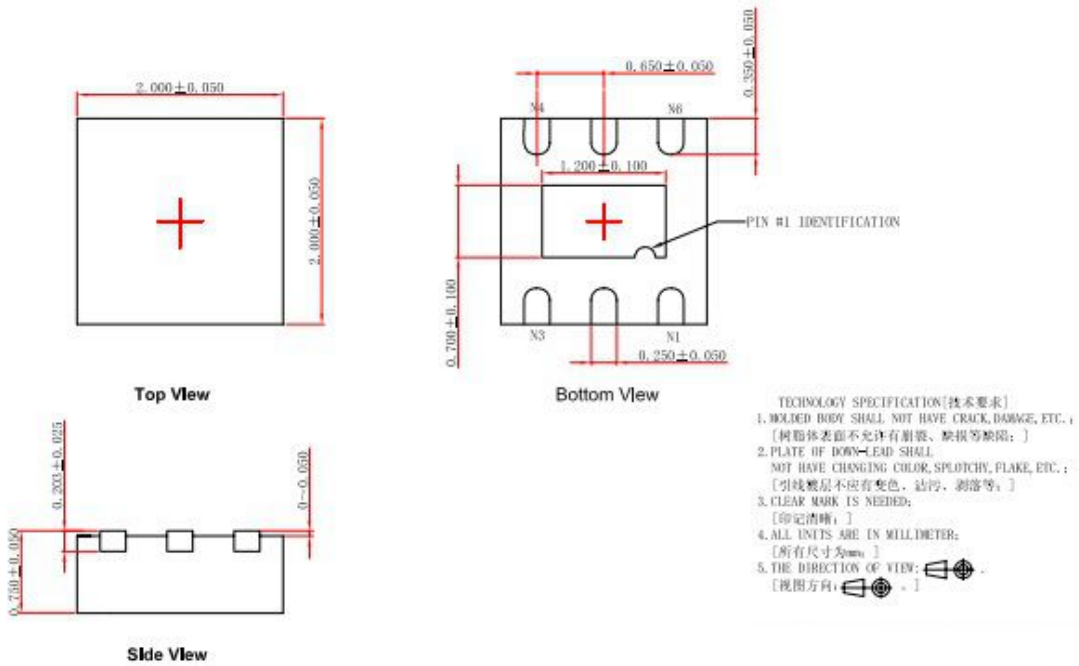 2.000±0.050
2.000±0.050
Top View
0.650±0.050
0.350±0.050
N4
N6
1.200±0.100
PIN #1 IDENTIFICATION
0.700±0.100
N3
N1
0.250±0.050
Bottom View
0.203±0.025
0~0.050
0.750±0.050
Side View
TECHNOLOGY SPECIFICATION[技术要求]
1.MOLDED BODY SHALL NOT HAVE CRACK,DAMAGE,ETC.;
[树脂体表面不允许有崩裂、缺损等缺陷;]
2.PLATE OF DOWN-LEAD SHALL
NOT HAVE CHANGING COLOR,SPLOTCHY,FLAKE,ETC.;
[引线镀层不应有变色、沾污、剥落等;]
3.CLEAR MARK IS NEEDED;
[印记清晰;]
4.ALL UNITS ARE IN MILLIMETER;
[所有尺寸为mm;]
5.THE DIRECTION OF VIEW: .
[视图方向: 。]